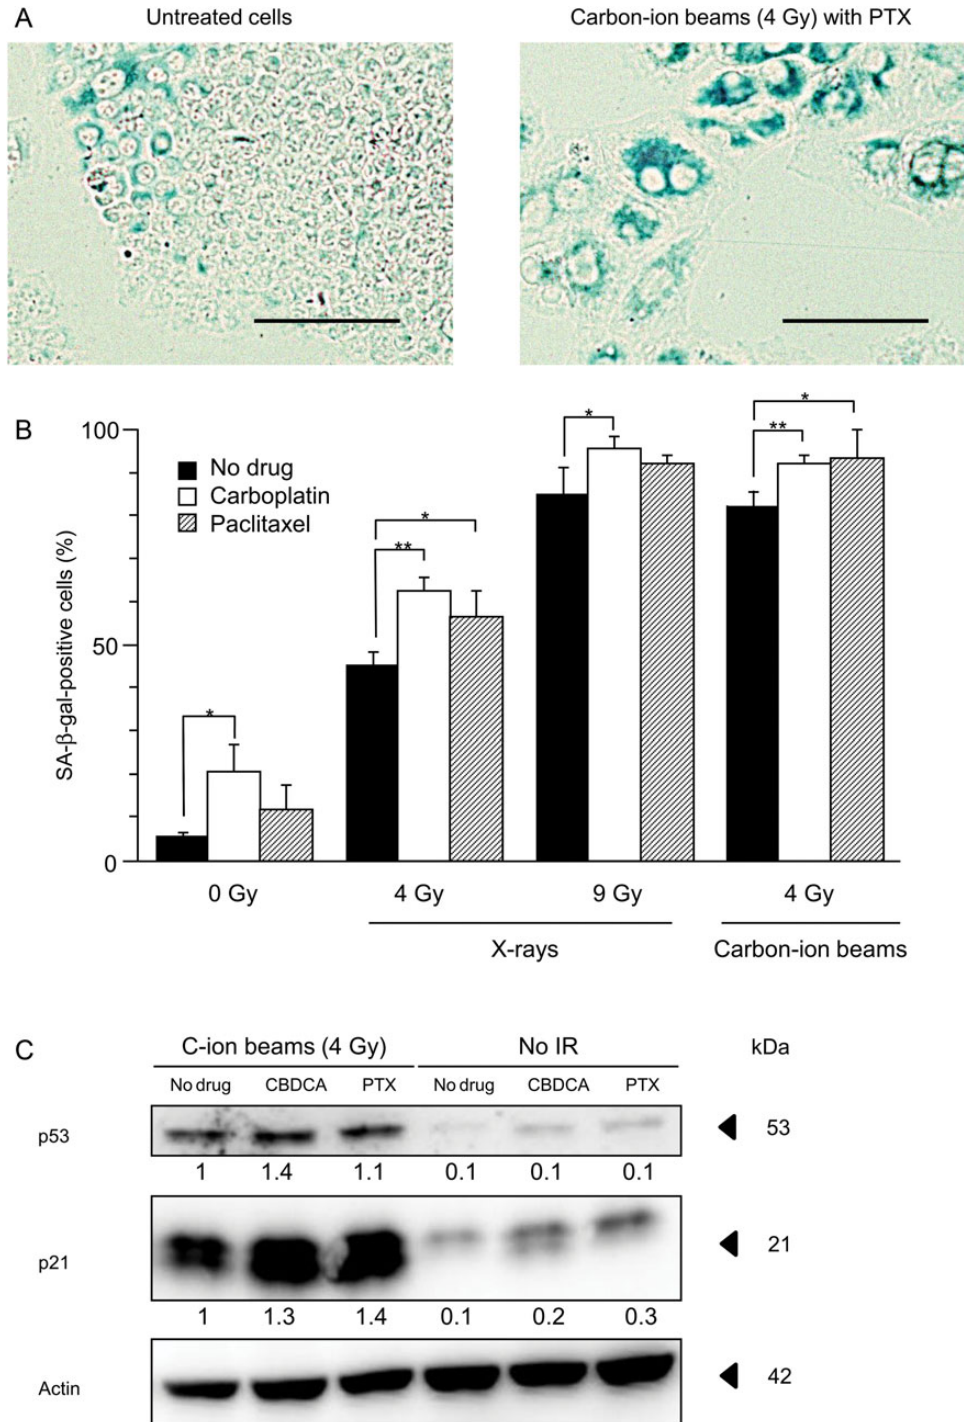 A
Untreated cells
Carbon-ion beams (4 Gy) with PTX
B
SA-β-gal-positive cells (%)
100
50
0
No drug
Carboplatin
Paclitaxel
*
*
**
*
*
**
*
0 Gy
4 Gy
9 Gy
4 Gy
X-rays
Carbon-ion beams
C
C-ion beams (4 Gy)
No IR
kDa
No drug CBDCA PTX No drug CBDCA PTX
p53
53
1 1.4 1.1 0.1 0.1 0.1
p21
21
1 1.3 1.4 0.1 0.2 0.3
Actin
42